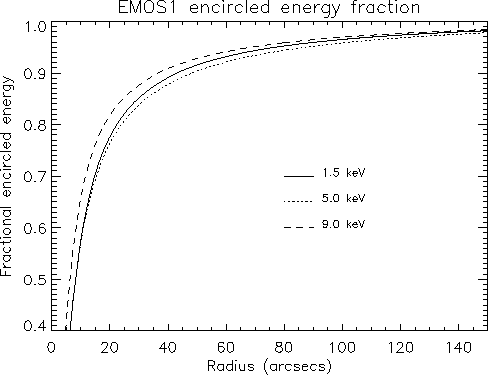 EMOS1 encircled energy fraction
Fractional encircled energy
1.0
0.9
0.8
0.7
0.6
0.5
0.4
1.5 keV
5.0 keV
9.0 keV
0 20 40 60 80 100 120 140
Radius (arcsecs)